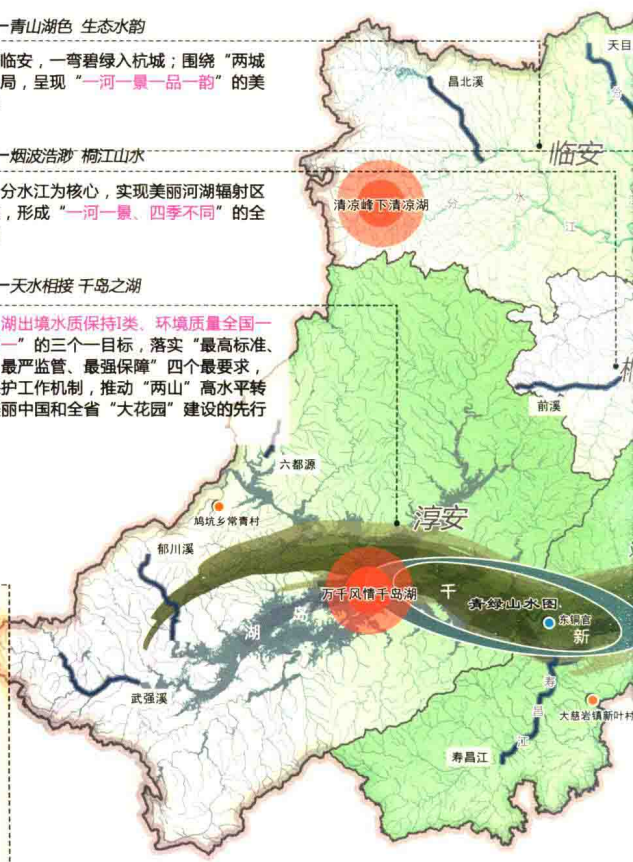 一青山湖色 生态水韵
临安，一弯碧绿入杭城；围绕“两城
局，呈现“一河一景一品一韵”的美
一烟波浩渺 桐江山水
分水江为核心，实现美丽河湖辐射区
，形成“一河一景、四季不同”的全
一天水相接 千岛之湖
湖出境水质保持I类、环境质量全国一
一”的三个一目标，落实“最高标准、
最严监管、最强保障”四个最要求，
护工作机制，推动“两山”高水平转
丽中国和全省“大花园”建设的先行
天目
昌北溪
临安
清凉峰下清凉湖
分水江
桐
前溪
六都源
鸠坑乡常青村
淳安
郁川溪
万千风情千岛湖
千
岛
湖
青绿山水图
东铜官
新
武强溪
寿昌江
大慈岩镇新叶村
寿昌江